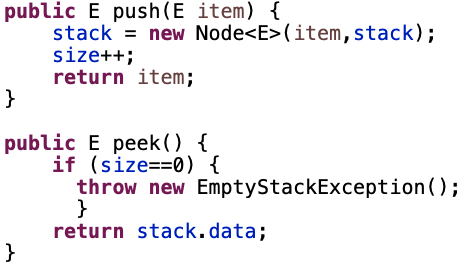 public E push(E item) {
    stack = new Node<E>(item,stack);
    size++;
    return item;
}

public E peek() {
    if (size==0) {
      throw new EmptyStackException();
      }
    return stack.data;
}